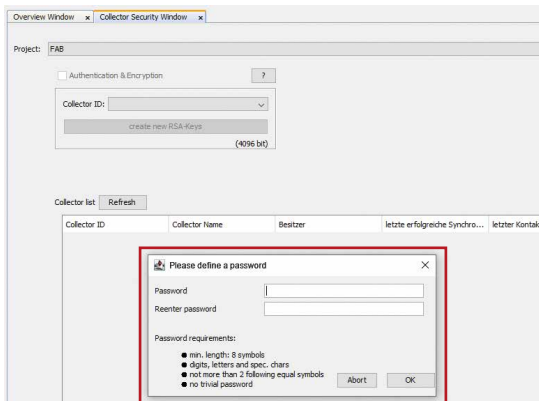 Overview Window x Collector Security Window x
Project: FAB
Authentication & Encryption ?
Collector ID:
create new RSA-Keys
(4096 bit)
Collector list Refresh
Collector ID Collector Name Besitzer letzte erfolgreiche Synchro... letzter Kontak
Please define a password
Password
Reenter password
Password requirements:
● min. length: 8 symbols
● digits, letters and spec. chars
● not more than 2 following equal symbols
● no trivial password
Abort OK